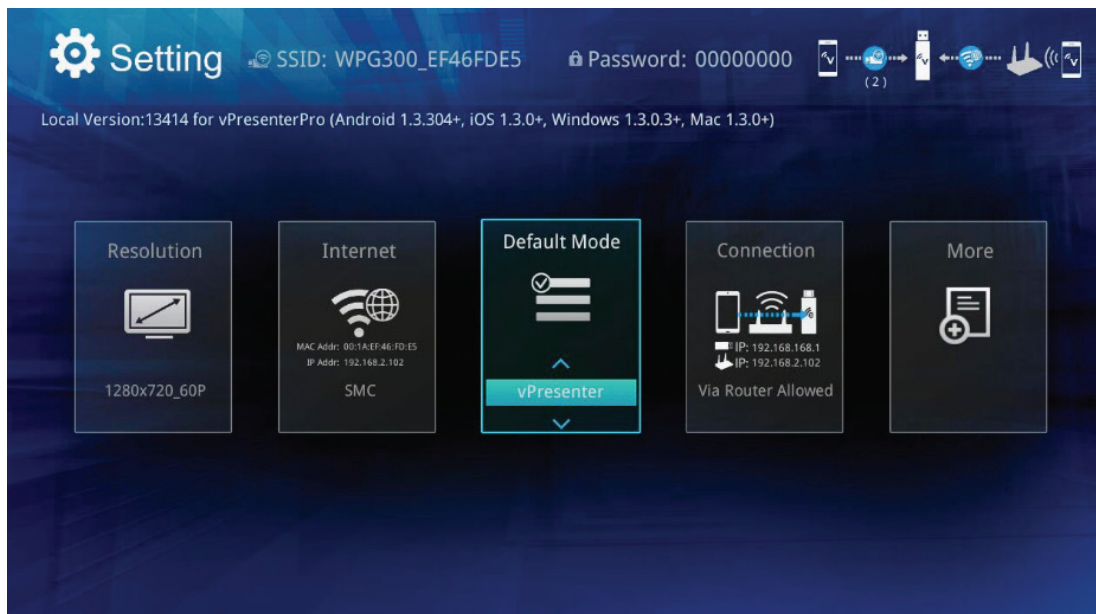 Setting
SSID: WPG300_EF46FDE5
Password: 00000000
(2)
Local Version:13414 for vPresenterPro (Android 1.3.304+, iOS 1.3.0+, Windows 1.3.0.3+, Mac 1.3.0+)
Resolution
1280x720_60P
Internet
MAC Addr: 00:1A:EF:46:FD:E5
IP Addr: 192.168.2.102
SMC
Default Mode
vPresenter
Connection
IP: 192.168.168.1
IP: 192.168.2.102
Via Router Allowed
More